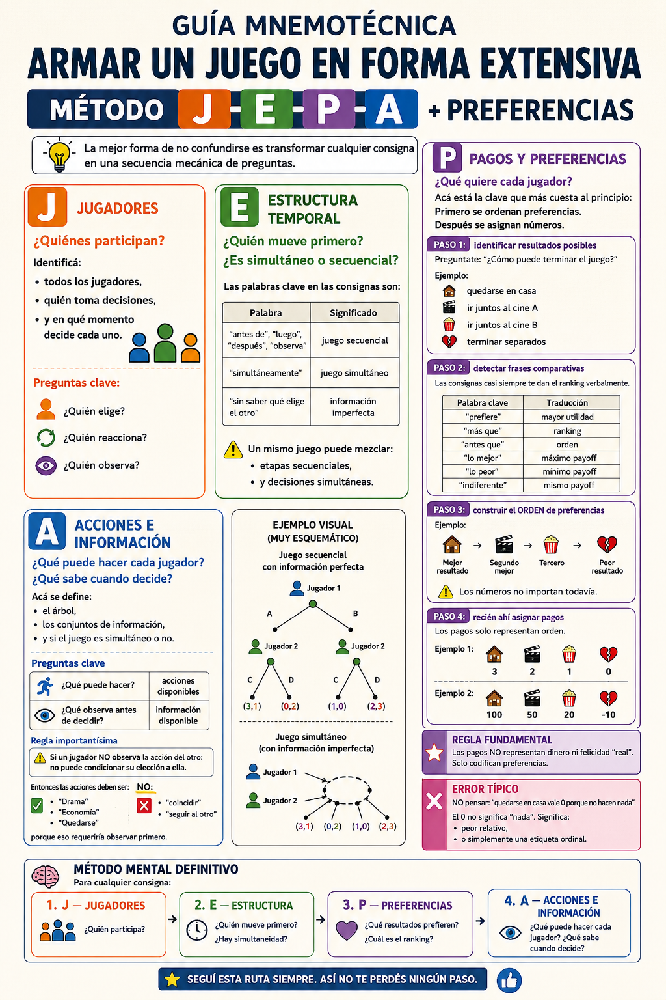 GUÍA MNEMOTÉCNICA
ARMAR UN JUEGO EN FORMA EXTENSIVA
MÉTODO J-E-P-A + PREFERENCIAS
La mejor forma de no confundirse es transformar cualquier consigna
en una secuencia mecánica de preguntas.
J JUGADORES
¿Quiénes participan?
Identificá:
• todos los jugadores,
• quién toma decisiones,
• y en qué momento
decide cada uno.
Preguntas clave:
¿Quién elige?
¿Quién reacciona?
¿Quién observa?
E ESTRUCTURA
TEMPORAL
¿Quién mueve primero?
¿Es simultáneo o secuencial?
Las palabras clave en las consignas son:
Palabra Significado
“antes de”, “luego”,
“después”, “observa”
juego secuencial
“simultáneamente” juego simultáneo
“sin saber qué elige
el otro”
información
imperfecta
Un mismo juego puede mezclar:
• etapas secuenciales,
• y decisiones simultáneas.
P PAGOS Y PREFERENCIAS
¿Qué quiere cada jugador?
Acá está la clave que más cuesta al principio:
Primero se ordenan preferencias.
Después se asignan números.
PASO 1: identificar resultados posibles
Preguntate: “¿Cómo puede terminar el juego?”
Ejemplo:
quedarse en casa
ir juntos al cine A
ir juntos al cine B
terminar separados
PASO 2: detectar frases comparativas
Las consignas casi siempre te dan el ranking verbalmente.
Palabra clave Traducción
“prefiere” mayor utilidad
“más que” ranking
“antes que” orden
“lo mejor” máximo payoff
“lo peor” mínimo payoff
“indiferente” mismo payoff
PASO 3: construir el ORDEN de preferencias
Ejemplo:
→ → →
Mejor
resultado
Segundo
mejor
Tercero
Peor
resultado
Los números no importan todavía.
PASO 4: recién ahí asignar pagos
Los pagos solo representan orden.
Ejemplo 1:
3 2 1 0
Ejemplo 2:
100 50 20 -10
REGLA FUNDAMENTAL
Los pagos NO representan dinero ni felicidad “real”.
Solo codifican preferencias.
ERROR TÍPICO
NO pensar: “quedarse en casa vale 0 porque no hacen nada”.
El 0 no significa “nada”. Significa:
• peor relativo,
• o simplemente una etiqueta ordinal.
A ACCIONES E
INFORMACIÓN
¿Qué puede hacer cada jugador?
¿Qué sabe cuando decide?
Acá se define:
• el árbol,
• los conjuntos de información,
• y si el juego es simultáneo o no.
Preguntas clave
¿Qué puede hacer?
acciones
disponibles
¿Qué observa antes
de decidir?
información
disponible
Regla importantísima
Si un jugador NO observa la acción del otro:
no puede condicionar su elección a ella.
Entonces las acciones deben ser: NO:
• “Drama”
• “Economía”
• “Quedarse”
• “coincidir”
• “seguir al otro”
porque eso requeriría observar primero.
EJEMPLO VISUAL
(MUY ESQUEMÁTICO)
Juego secuencial
con información perfecta
Jugador 1
A B
Jugador 2 Jugador 2
C D C D
(3,1) (0,2) (1,0) (2,3)
Juego simultáneo
(con información imperfecta)
Jugador 1
Jugador 2
(3,1) (0,2) (1,0) (2,3)
MÉTODO MENTAL DEFINITIVO
Para cualquier consigna:
1. J — JUGADORES
¿Quién participa?
2. E — ESTRUCTURA
¿Quién mueve primero?
¿Hay simultaneidad?
3. P — PREFERENCIAS
¿Qué resultados prefieren?
¿Cuál es el ranking?
4. A — ACCIONES E
INFORMACIÓN
¿Qué puede hacer cada
jugador? ¿Qué sabe
cuando decide?
SEGUÍ ESTA RUTA SIEMPRE. ASÍ NO TE PERDÉS NINGÚN PASO.